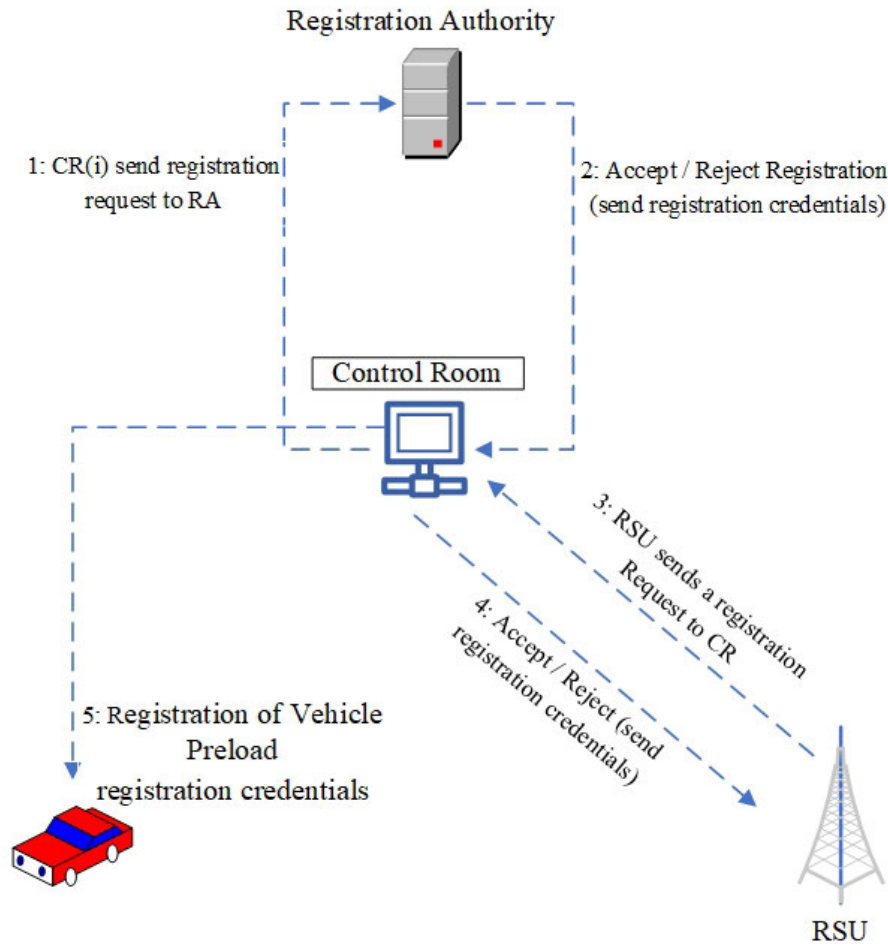 Registration Authority
1: CR(i) send registration
request to RA
2: Accept / Reject Registration
(send registration credentials)
Control Room
3: RSU sends a registration
Request to CR
4: Accept / Reject (send
registration credentials)
5: Registration of Vehicle
Preload
registration credentials
RSU